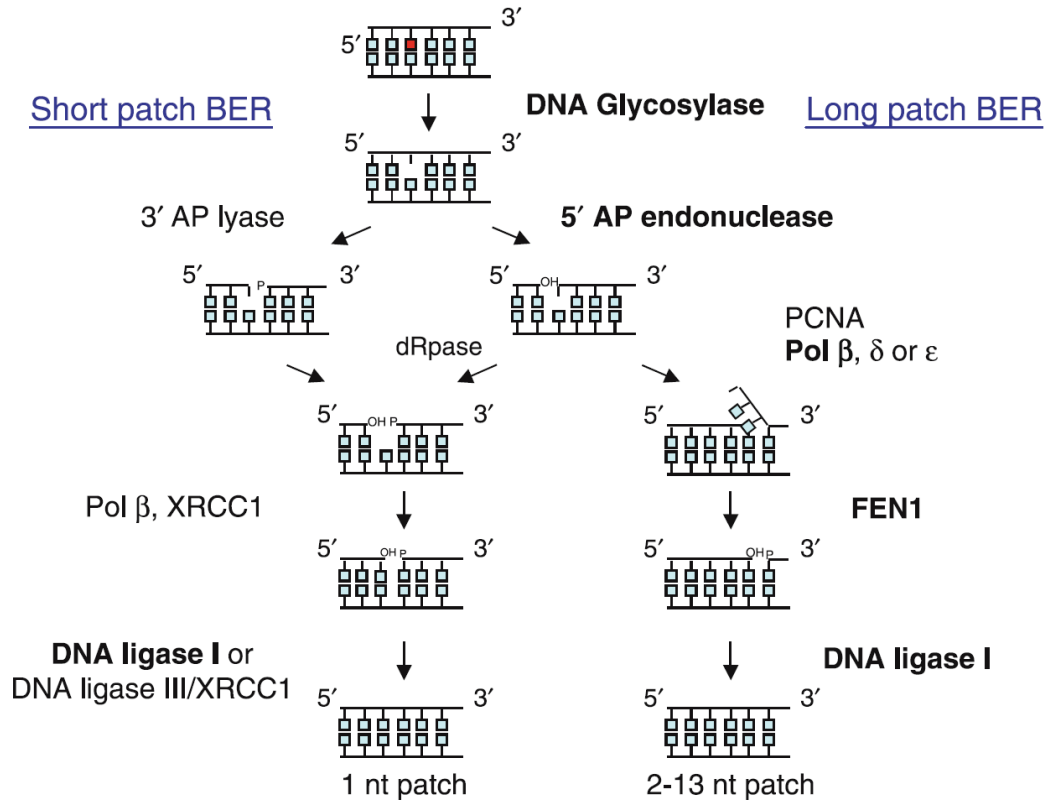 3′
5′
Short patch BER
DNA Glycosylase
Long patch BER
5′ 3′
3′ AP lyase
5′ AP endonuclease
5′ P 3′
5′ OH 3′
PCNA
Pol β, δ or ε
dRpase
5′ OH P 3′
5′ 3′
Pol β, XRCC1
FEN1
5′ OH P 3′
5′ OH P 3′
DNA ligase I or
DNA ligase III/XRCC1
DNA ligase I
5′ 3′
5′ 3′
1 nt patch
2-13 nt patch